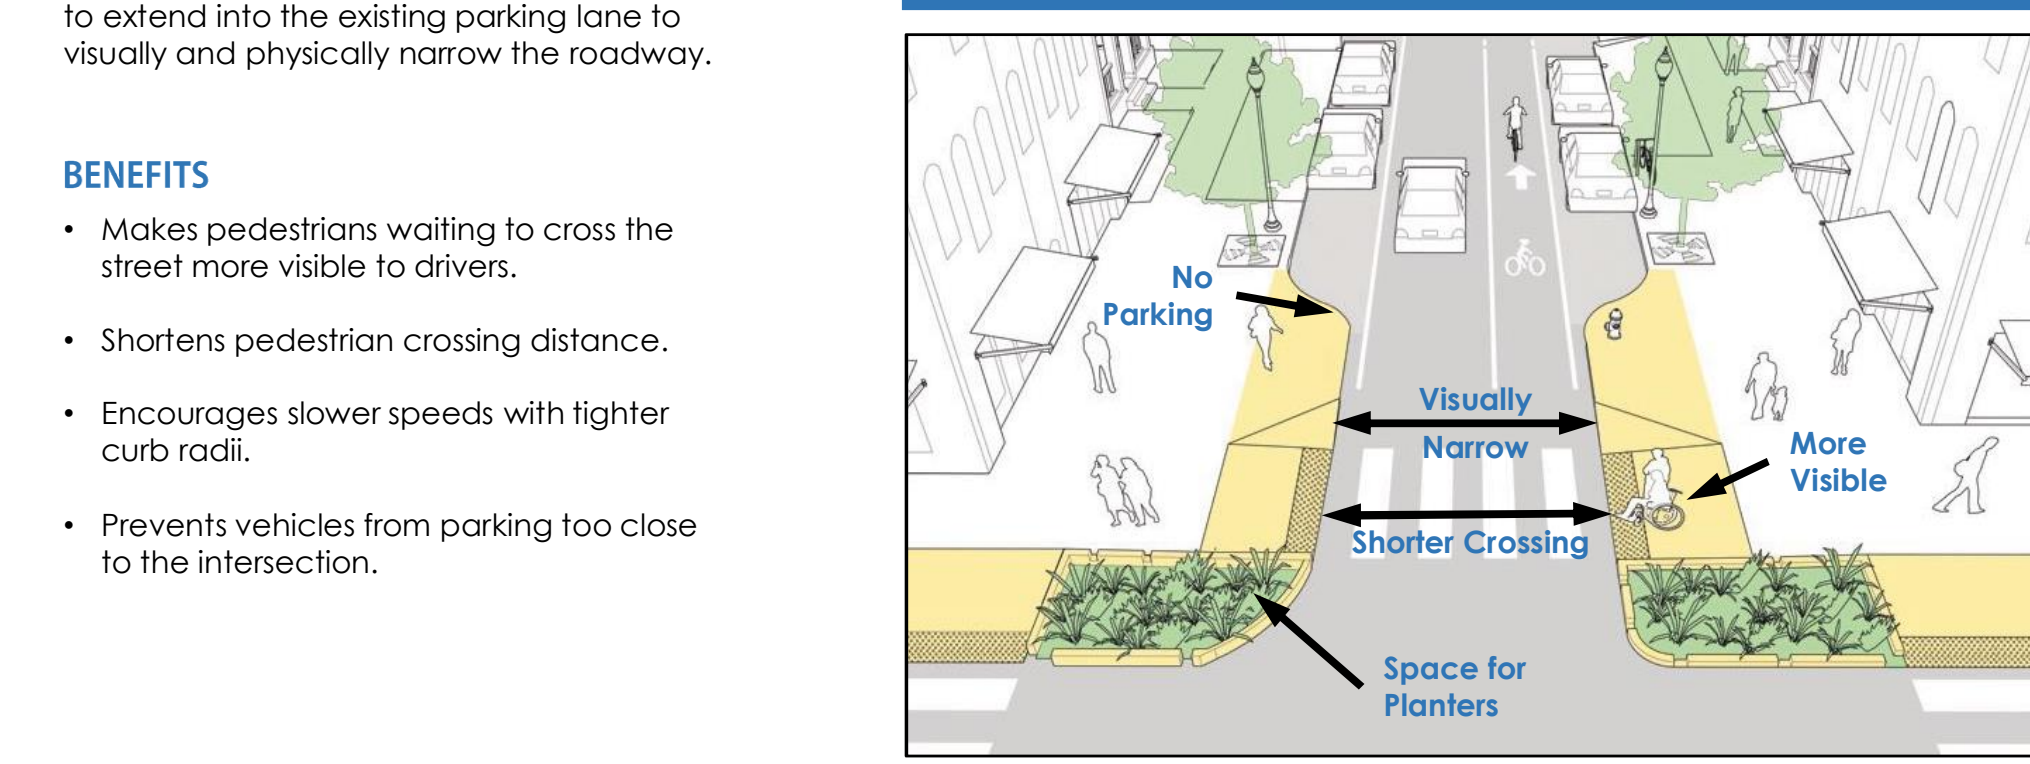 to extend into the existing parking lane to
visually and physically narrow the roadway.
BENEFITS
• Makes pedestrians waiting to cross the
street more visible to drivers.
• Shortens pedestrian crossing distance.
• Encourages slower speeds with tighter
curb radii.
• Prevents vehicles from parking too close
to the intersection.
No
Parking
Visually
Narrow
More
Visible
Shorter Crossing
Space for
Planters